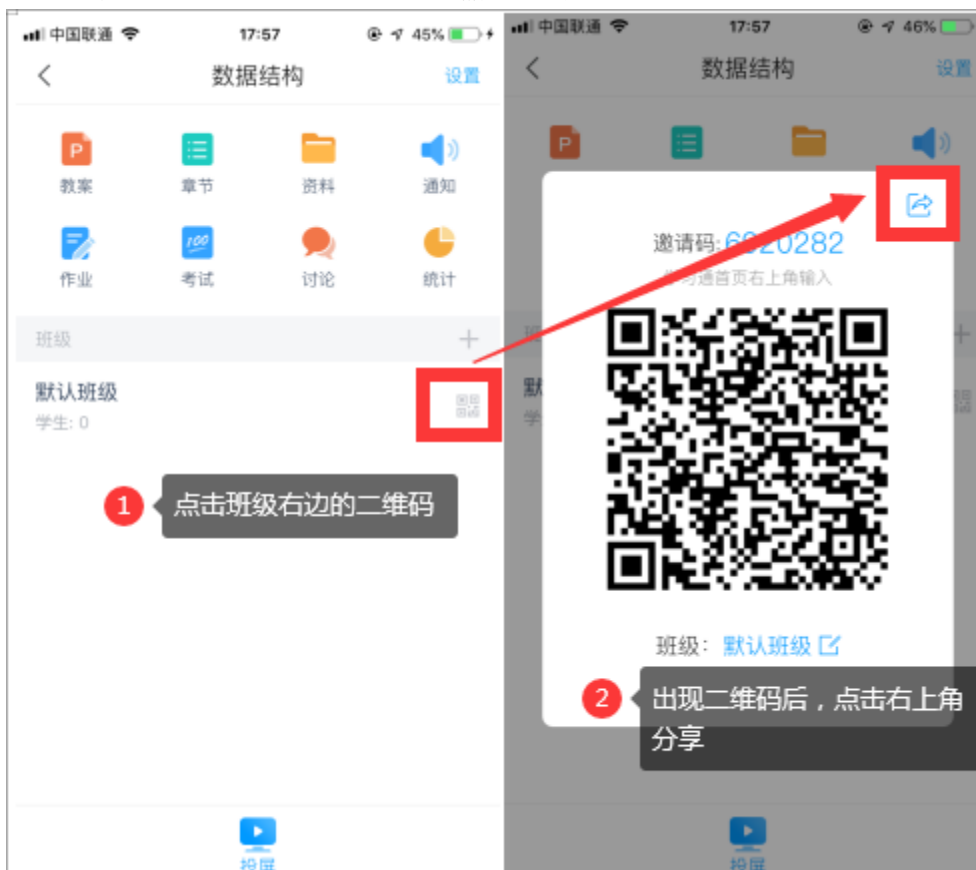 中国联通 17:57 45%
数据结构 设置
P
教案 章节 资料 通知
100
作业 考试 讨论 统计
班级
默认班级
学生: 0
1 点击班级右边的二维码
投屏
中国联通 17:57 46%
数据结构 设置
P
邀请码:
学习通首页右上角输入
班级: 默认班级
2 出现二维码后，点击右上角
分享
投屏